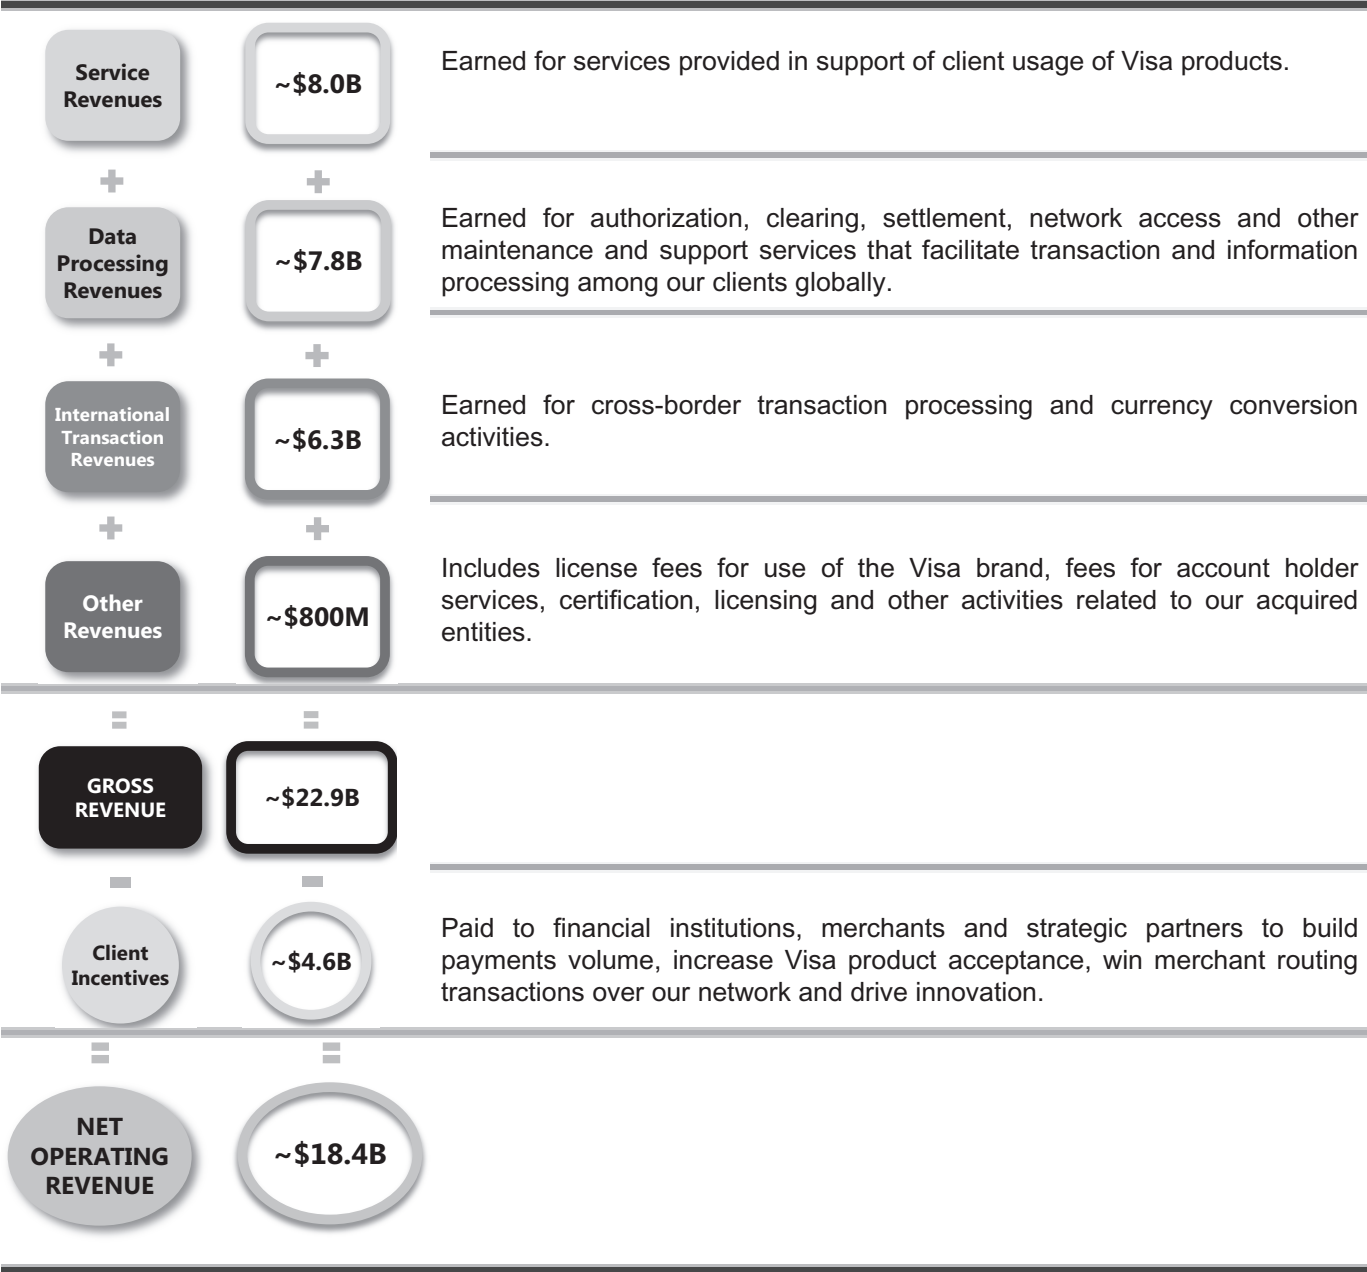 Service
Revenues
~$8.0B
Earned for services provided in support of client usage of Visa products.
+
+
Data
Processing
Revenues
~$7.8B
Earned for authorization, clearing, settlement, network access and other
maintenance and support services that facilitate transaction and information
processing among our clients globally.
+
+
International
Transaction
Revenues
~$6.3B
Earned for cross-border transaction processing and currency conversion
activities.
+
+
Other
Revenues
~$800M
Includes license fees for use of the Visa brand, fees for account holder
services, certification, licensing and other activities related to our acquired
entities.
=
=
GROSS
REVENUE
~$22.9B
-
-
Client
Incentives
~$4.6B
Paid to financial institutions, merchants and strategic partners to build
payments volume, increase Visa product acceptance, win merchant routing
transactions over our network and drive innovation.
=
=
NET
OPERATING
REVENUE
~$18.4B